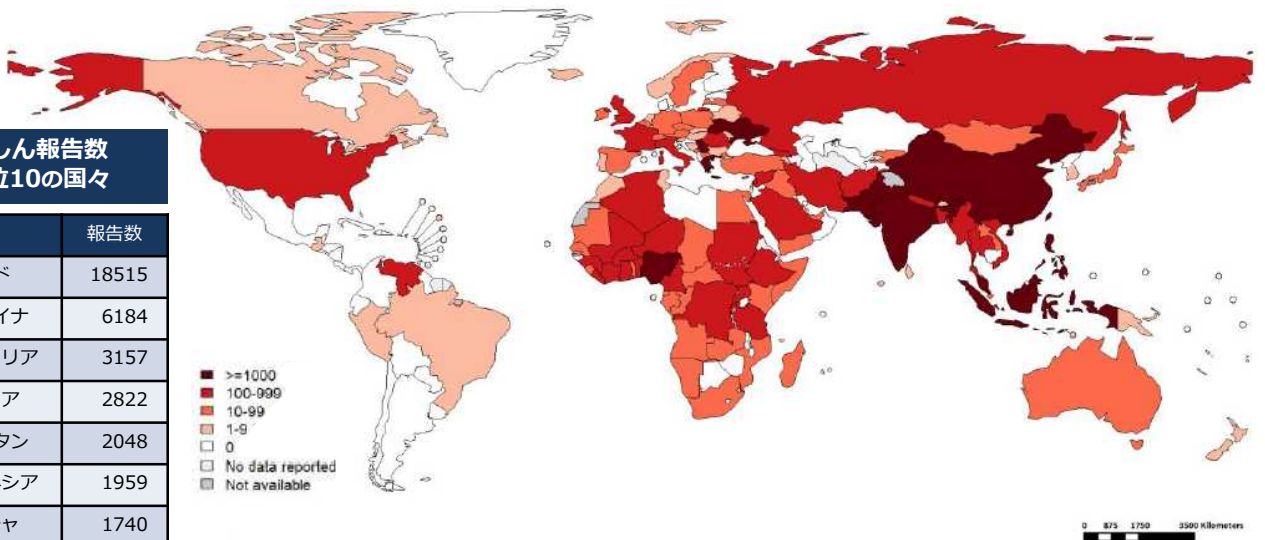 しん報告数
位10の国々
報告数
ド 18515
イナ 6184
リア 3157
ア 2822
タン 2048
シア 1959
ャ 1740
>=1000
100-999
10-99
1-9
0
No data reported
Not available
0 875 1750 3500 Kilometers